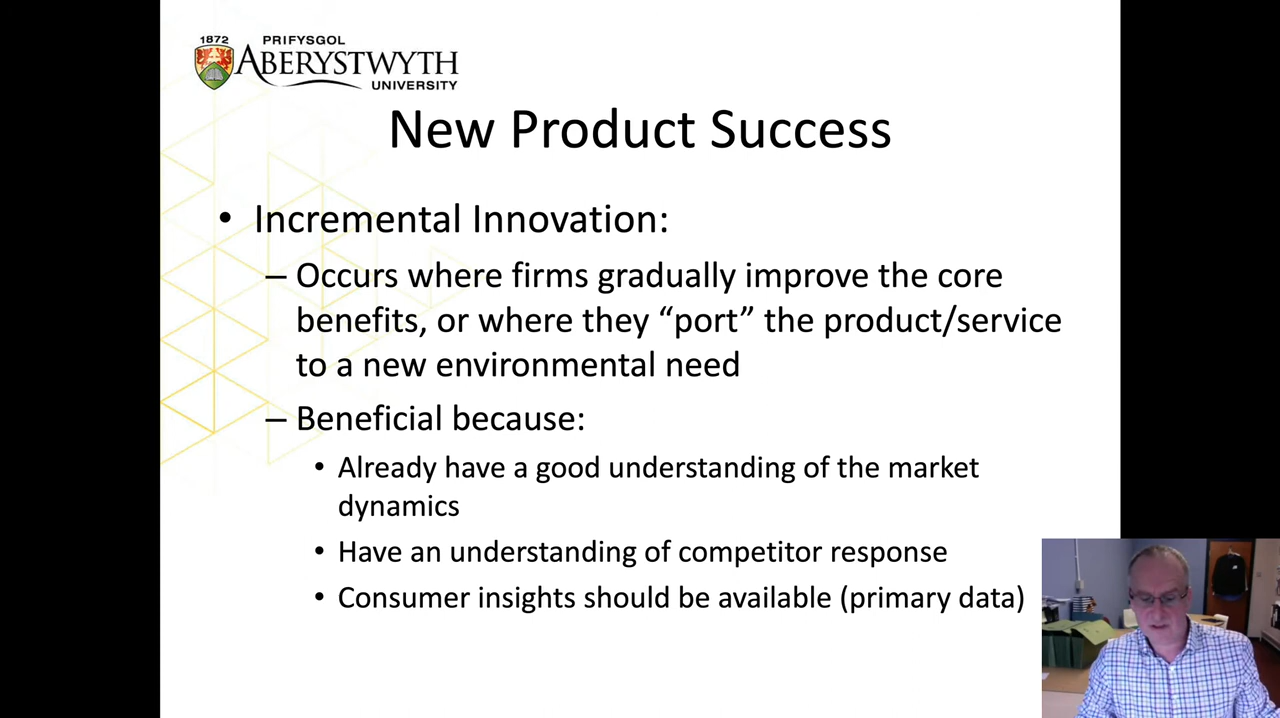 1872 PRIFYSGOL
ABERYSTWYTH
UNIVERSITY
New Product Success
• Incremental Innovation:
– Occurs where firms gradually improve the core
benefits, or where they “port” the product/service
to a new environmental need
– Beneficial because:
• Already have a good understanding of the market
dynamics
• Have an understanding of competitor response
• Consumer insights should be available (primary data)